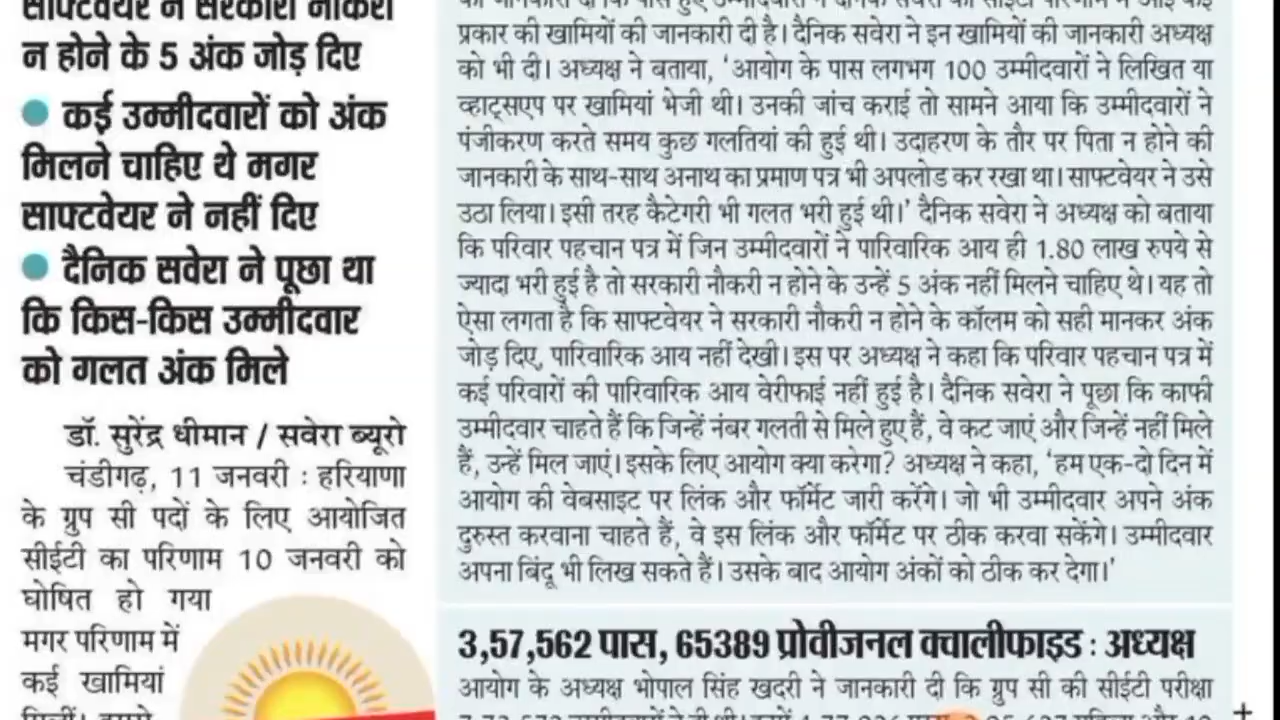 साफ्टवेयर ने सरकारी नौकरी
न होने के 5 अंक जोड़ दिए
कई उम्मीदवारों को अंक
मिलने चाहिए थे मगर
साफ्टवेयर ने नहीं दिए
दैनिक सवेरा ने पूछा था
कि किस-किस उम्मीदवार
को गलत अंक मिले
डॉ. सुरेंद्र धीमान / सवेरा ब्यूरो
चंडीगढ़, 11 जनवरी : हरियाणा
के ग्रुप सी पदों के लिए आयोजित
सीईटी का परिणाम 10 जनवरी को
घोषित हो गया
मगर परिणाम में
कई खामियां
प्रकार की खामियों की जानकारी दी है। दैनिक सवेरा ने इन खामियों की जानकारी अध्यक्ष
को भी दी। अध्यक्ष ने बताया, ‘आयोग के पास लगभग 100 उम्मीदवारों ने लिखित या
व्हाट्सएप पर खामियां भेजी थी। उनकी जांच कराई तो सामने आया कि उम्मीदवारों ने
पंजीकरण करते समय कुछ गलतियां की हुई थी। उदाहरण के तौर पर पिता न होने की
जानकारी के साथ-साथ अनाथ का प्रमाण पत्र भी अपलोड कर रखा था। साफ्टवेयर ने उसे
उठा लिया। इसी तरह कैटेगरी भी गलत भरी हुई थी।’ दैनिक सवेरा ने अध्यक्ष को बताया
कि परिवार पहचान पत्र में जिन उम्मीदवारों ने पारिवारिक आय ही 1.80 लाख रुपये से
ज्यादा भरी हुई है तो सरकारी नौकरी न होने के उन्हें 5 अंक नहीं मिलने चाहिए थे। यह तो
ऐसा लगता है कि साफ्टवेयर ने सरकारी नौकरी न होने के कॉलम को सही मानकर अंक
जोड़ दिए, पारिवारिक आय नहीं देखी। इस पर अध्यक्ष ने कहा कि परिवार पहचान पत्र में
कई परिवारों की पारिवारिक आय वेरीफाई नहीं हुई है। दैनिक सवेरा ने पूछा कि काफी
उम्मीदवार चाहते हैं कि जिन्हें नंबर गलती से मिले हुए हैं, वे कट जाएं और जिन्हें नहीं मिले
हैं, उन्हें मिल जाएं। इसके लिए आयोग क्या करेगा? अध्यक्ष ने कहा, ‘हम एक-दो दिन में
आयोग की वेबसाइट पर लिंक और फॉर्मेट जारी करेंगे। जो भी उम्मीदवार अपने अंक
दुरुस्त करवाना चाहते हैं, वे इस लिंक और फॉर्मेट पर ठीक करवा सकेंगे। उम्मीदवार
अपना बिंदू भी लिख सकते हैं। उसके बाद आयोग अंकों को ठीक कर देगा।’
3,57,562 पास, 65389 प्रोवीजनल क्वालीफाइड : अध्यक्ष
आयोग के अध्यक्ष भोपाल सिंह खदरी ने जानकारी दी कि ग्रुप सी की सीईटी परीक्षा